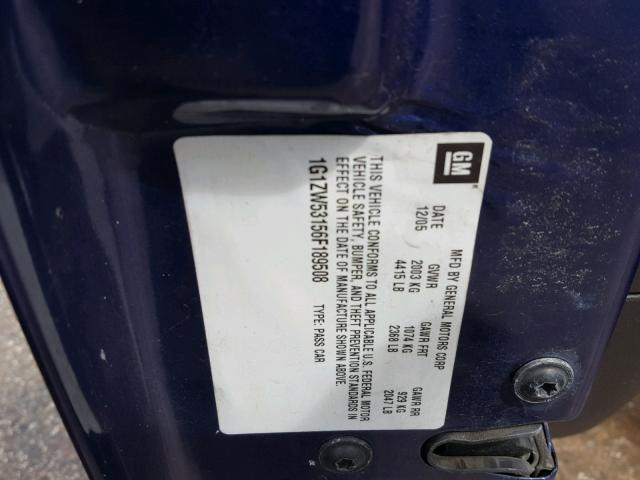 GM
MFD BY GENERAL MOTORS CORP
DATE GVWR GAWR FRT GAWR RR
12/05 2003 KG 1074 KG 929 KG
4415 LB 2368 LB 2047 LB
THIS VEHICLE CONFORMS TO ALL APPLICABLE U.S. FEDERAL MOTOR
VEHICLE SAFETY, BUMPER, AND THEFT PREVENTION STANDARDS IN
EFFECT ON THE DATE OF MANUFACTURE SHOWN ABOVE.
1G1ZW53156F189508 TYPE: PASS CAR